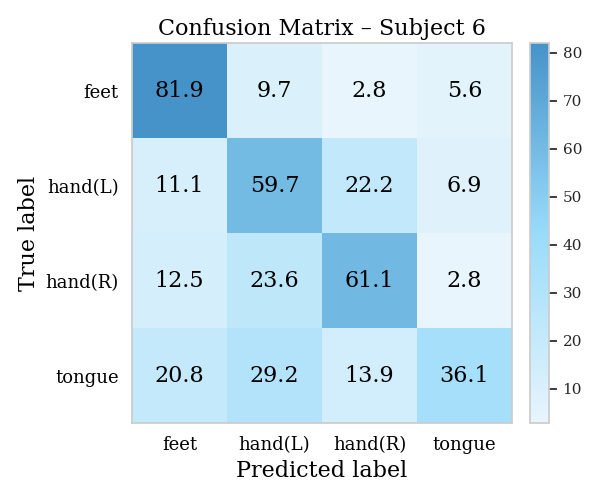 Confusion Matrix – Subject 6
True label
feet 81.9 9.7 2.8 5.6
hand(L) 11.1 59.7 22.2 6.9
hand(R) 12.5 23.6 61.1 2.8
tongue 20.8 29.2 13.9 36.1
feet hand(L) hand(R) tongue
Predicted label
80
70
60
50
40
30
20
10